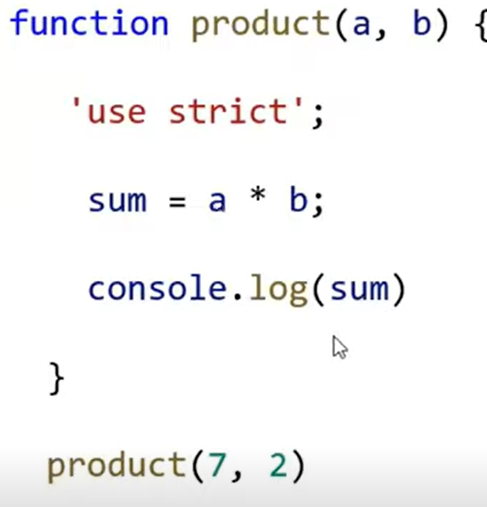 function product(a, b) {
'use strict';
sum = a * b;
console.log(sum)
}
product(7, 2)